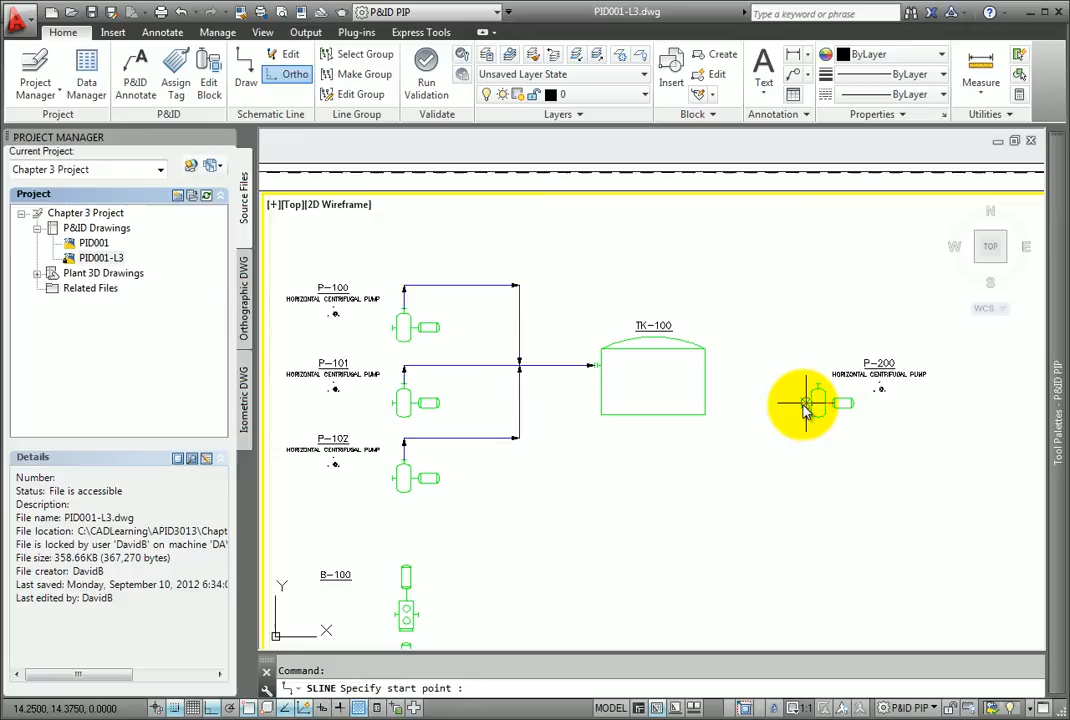 P&ID PIP
PID001-L3.dwg
Type a keyword or phrase
Home Insert Annotate Manage View Output Plug-ins Express Tools
Project Manager
Data Manager
Project
P&ID Annotate
Assign Tag
Edit Block
P&ID
Draw
Edit
Ortho
Schematic Line
Select Group
Make Group
Edit Group
Line Group
Run Validation
Validate
Unsaved Layer State
0
Layers
Insert
Create
Edit
Block
Text
Annotation
ByLayer
ByLayer
ByLayer
Properties
Measure
Utilities
PROJECT MANAGER
Current Project:
Chapter 3 Project
Project
Chapter 3 Project
P&ID Drawings
PID001
PID001-L3
Plant 3D Drawings
Related Files
Source Files
Orthographic DWG
Isometric DWG
Details
Number:
Status: File is accessible
Description:
File name: PID001-L3.dwg
File location: C:\CADLearning\APID3013\Chapt
File is locked by user 'DavidB' on machine 'DA
File size: 358.66KB (367,270 bytes)
File creator: DavidB
Last saved: Monday, September 10, 2012 6:34:0
Last edited by: DavidB
[+][Top][2D Wireframe]
N
W TOP E
S
WCS
P-100
HORIZONTAL CENTRIFUGAL PUMP
P-101
HORIZONTAL CENTRIFUGAL PUMP
P-102
HORIZONTAL CENTRIFUGAL PUMP
TK-100
P-200
HORIZONTAL CENTRIFUGAL PUMP
B-100
Y
X
Tool Palettes - P&ID PIP
Command:
SLINE Specify start point :
14.2500, 14.3750, 0.0000
MODEL
1:1
P&ID PIP